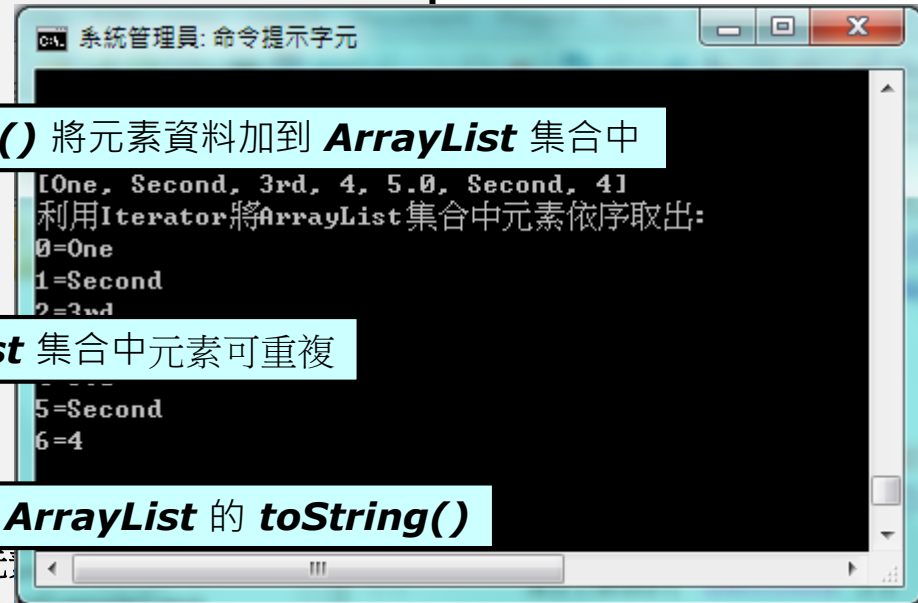 系統管理員: 命令提示字元
() 將元素資料加到 ArrayList 集合中
[One, Second, 3rd, 4, 5.0, Second, 4]
利用Iterator將ArrayList集合中元素依序取出:
0=One
1=Second
2=3rd
st 集合中元素可重複
5=Second
6=4
ArrayList 的 toString()